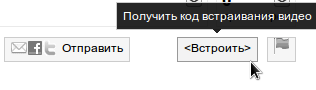 Получить код встраивания видео
Отправить
<Встроить>